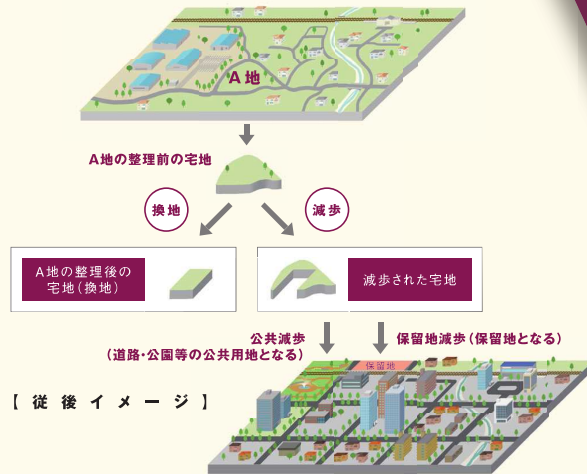 A地
A地の整理前の宅地
換地
減歩
A地の整理後の
宅地(換地)
減歩された宅地
公共減歩
(道路・公園等の公共用地となる)
保留地減歩(保留地となる)
保留地
【従後イメージ】